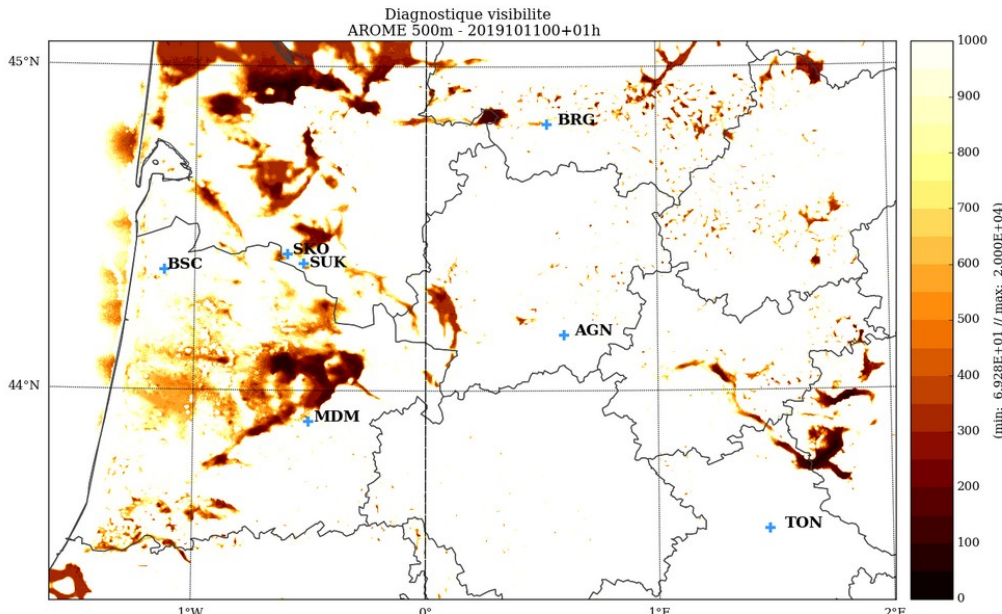 Diagnostique visibilite
AROME 500m - 2019101100+01h
45°N
1000
900
BRG
800
700
SKO
BSC
SUK
600
500
AGN
400
44°N
MDM
300
200
TON
100
0
1°W
0°
1°E
2°E
(min: 6.928E+01 // mx: 2.000E+04)